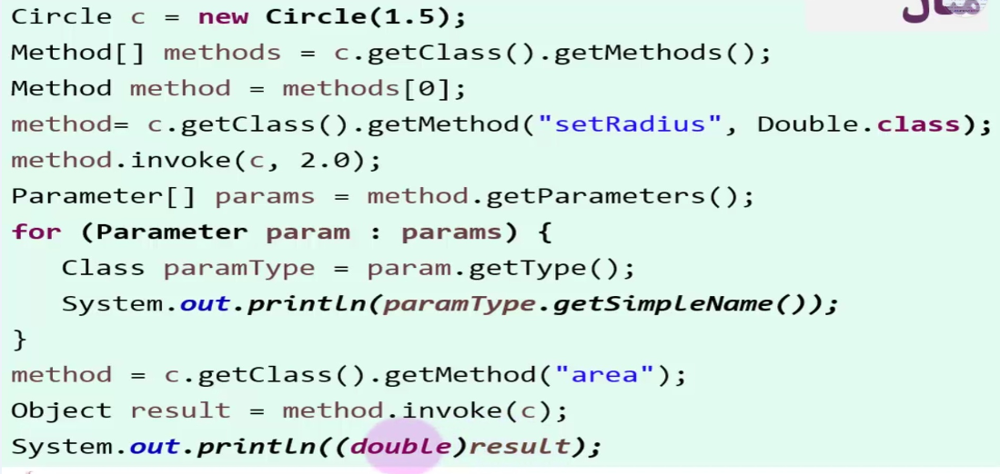 مثال
Circle c = new Circle(1.5);
Method[] methods = c.getClass().getMethods();
Method method = methods[0];
method= c.getClass().getMethod("setRadius", Double.class);
method.invoke(c, 2.0);
Parameter[] params = method.getParameters();
for (Parameter param : params) {
    Class paramType = param.getType();
    System.out.println(paramType.getSimpleName());
}
method = c.getClass().getMethod("area");
Object result = method.invoke(c);
System.out.println((double)result);